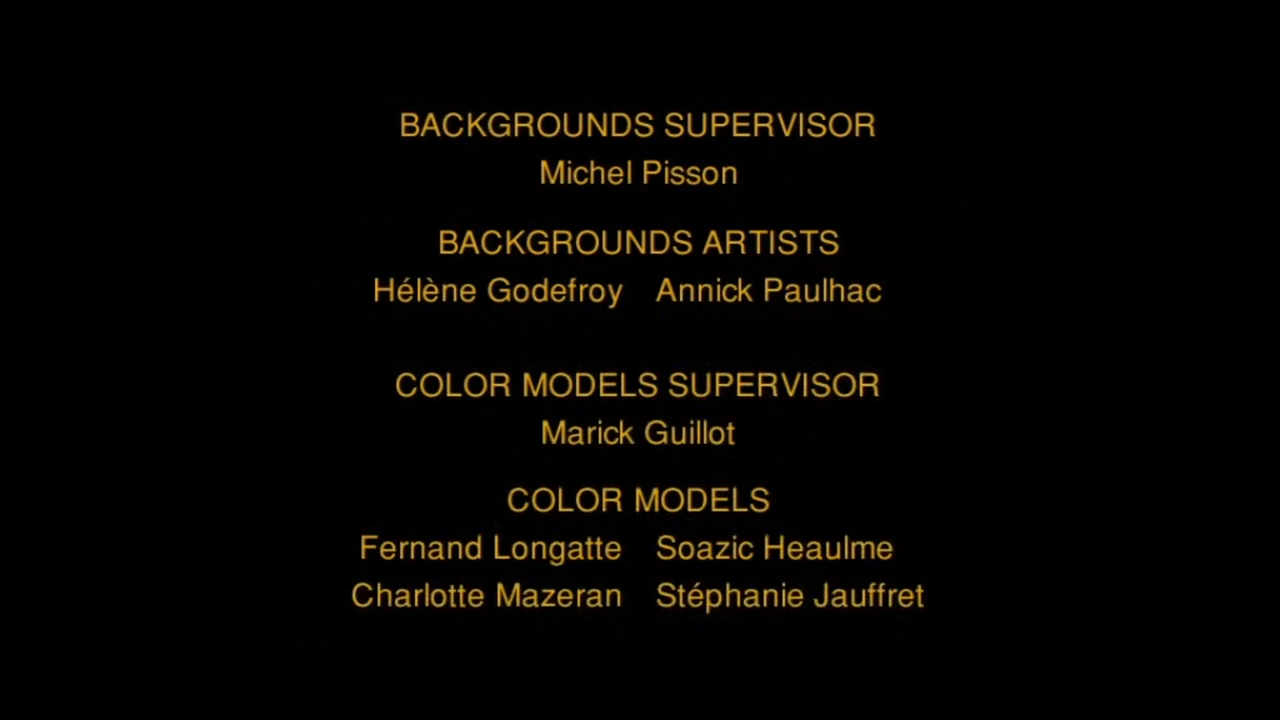 BACKGROUNDS SUPERVISOR
Michel Pisson
BACKGROUNDS ARTISTS
Hélène Godefroy Annick Paulhac
COLOR MODELS SUPERVISOR
Marick Guillot
COLOR MODELS
Fernand Longatte Soazic Heaulme
Charlotte Mazeran Stéphanie Jauffret